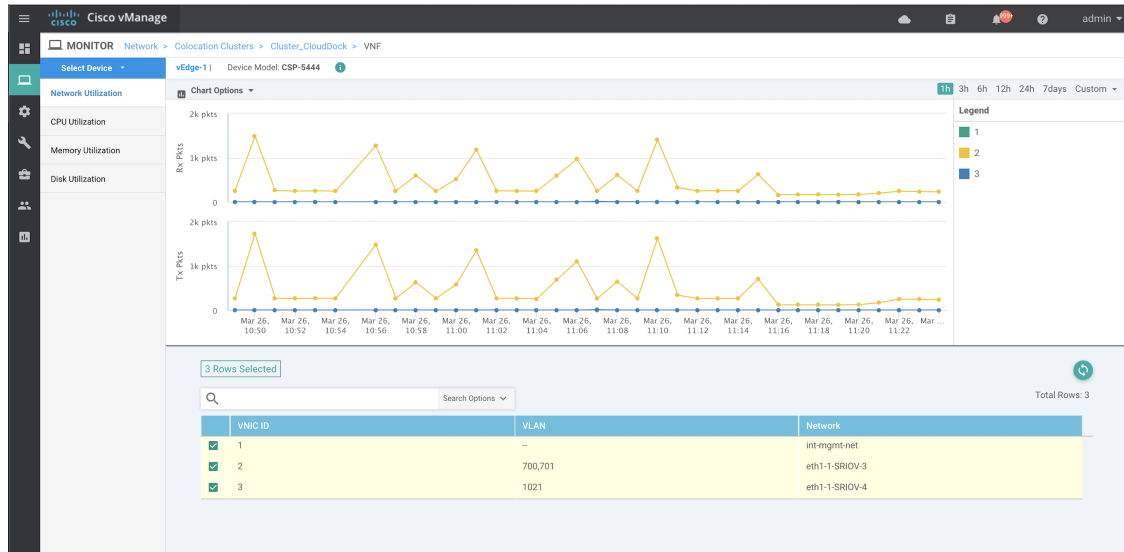 cisco Cisco vManage 999+ admin
MONITOR Network > Colocation Clusters > Cluster_CloudDock > VNF
Select Device
vEdge-1 | Device Model: CSP-5444
Network Utilization
CPU Utilization
Memory Utilization
Disk Utilization
Chart Options
1h 3h 6h 12h 24h 7days Custom
Legend
1
2
3
Rx Pkts
2k pkts
1k pkts
0
Tx Pkts
2k pkts
1k pkts
0
Mar 26, Mar 26, Mar 26, Mar 26, Mar 26, Mar 26, Mar 26, Mar 26, Mar 26, Mar 26, Mar 26, Mar 26, Mar 26, Mar 26, Mar 26, Mar 26, Mar 26, Mar ...
10:50 10:52 10:54 10:56 10:58 11:00 11:02 11:04 11:06 11:08 11:10 11:12 11:14 11:16 11:18 11:20 11:22
3 Rows Selected
Search Options
Total Rows: 3
VNIC ID VLAN Network
1 -- int-mgmt-net
2 700,701 eth1-1-SRIOV-3
3 1021 eth1-1-SRIOV-4